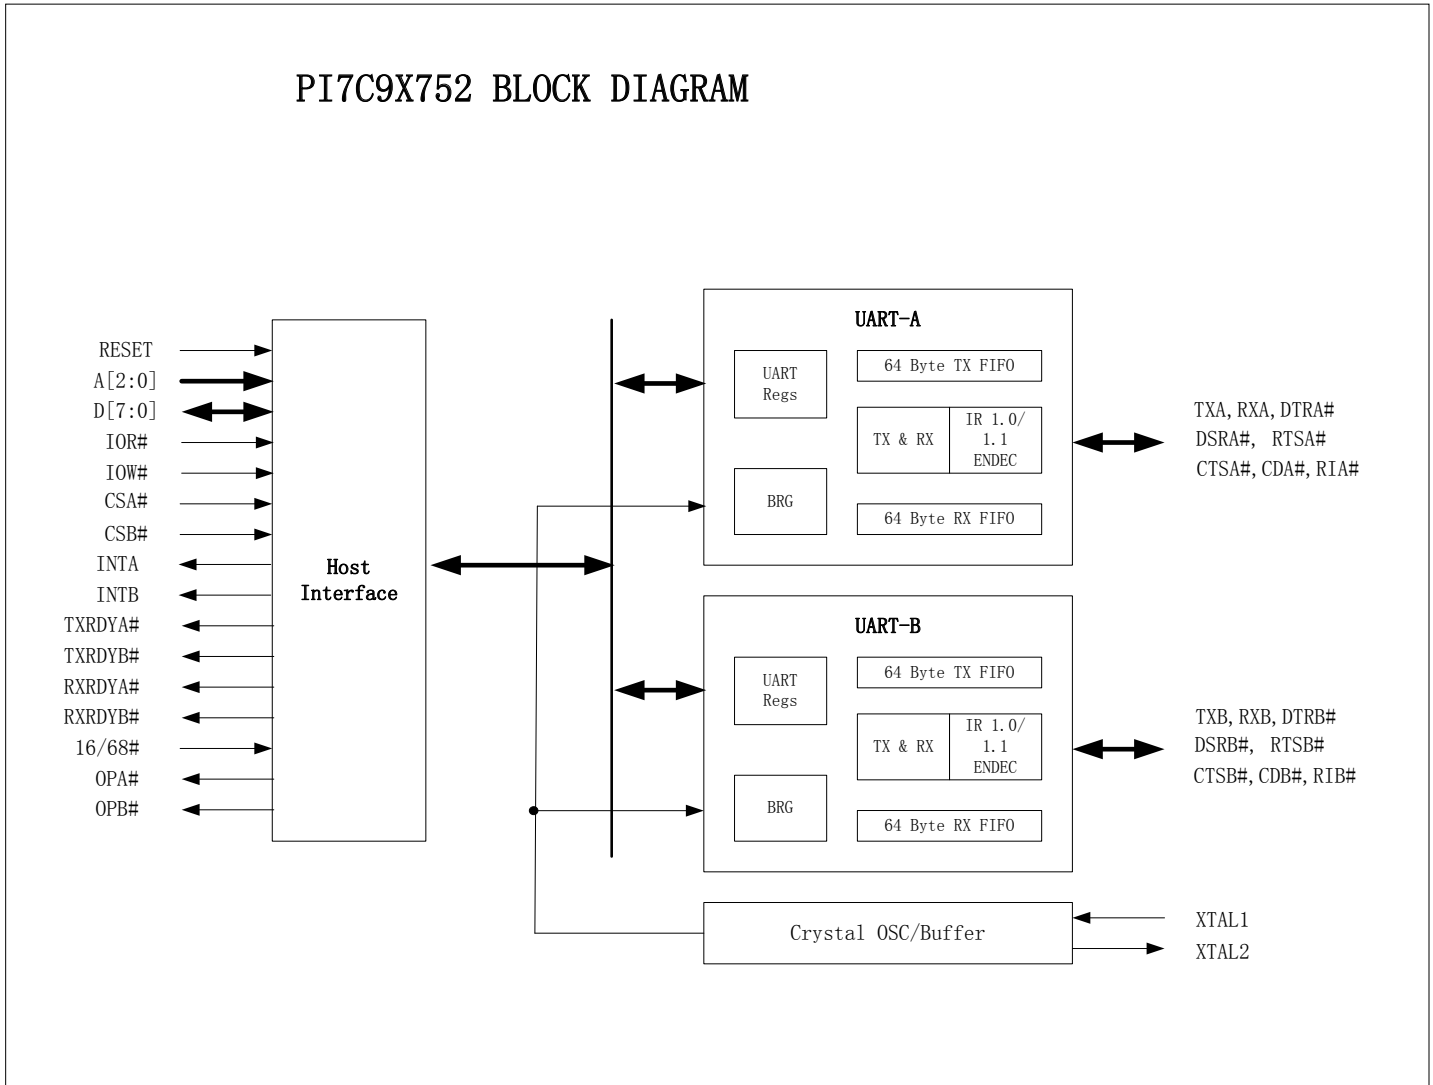 PI7C9X752 BLOCK DIAGRAM
RESET
A[2:0]
D[7:0]
IOR#
IOW#
CSA#
CSB#
INTA
INTB
TXRDYA#
TXRDYB#
RXRDYA#
RXRDYB#
16/68#
OPA#
OPB#
Host
Interface
UART-A
UART
Regs
64 Byte TX FIFO
TX & RX
IR 1.0/
1.1
ENDEC
BRG
64 Byte RX FIFO
TXA, RXA, DTRA#
DSRA#, RTSA#
CTSA#, CDA#, RIA#
UART-B
UART
Regs
64 Byte TX FIFO
TX & RX
IR 1.0/
1.1
ENDEC
BRG
64 Byte RX FIFO
TXB, RXB, DTRB#
DSRB#, RTSB#
CTSB#, CDB#, RIB#
Crystal OSC/Buffer
XTAL1
XTAL2